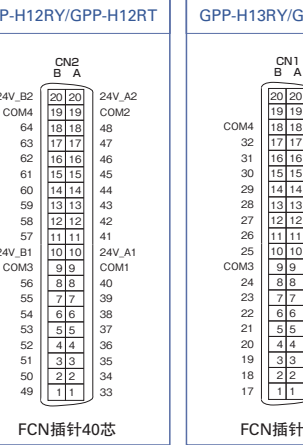 P-H12RY/GPP-H12RT
CN2
B A
24V_B2 20 20 24V_A2
COM4 19 19 COM2
64 18 18 48
63 17 17 47
62 16 16 46
61 15 15 45
60 14 14 44
59 13 13 43
58 12 12 42
57 11 11 41
24V_B1 10 10 24V_A1
COM3 9 9 COM1
56 8 8 40
55 7 7 39
54 6 6 38
53 5 5 37
52 4 4 36
51 3 3 35
50 2 2 34
49 1 1 33
FCN插针40芯
GPP-H13RY/G
CN1
B A
20 20
19 19
COM4 18 18
32 17 17
31 16 16
30 15 15
29 14 14
28 13 13
27 12 12
26 11 11
25 10 10
COM3 9 9
24 8 8
23 7 7
22 6 6
21 5 5
20 4 4
19 3 3
18 2 2
17 1 1
FCN插针